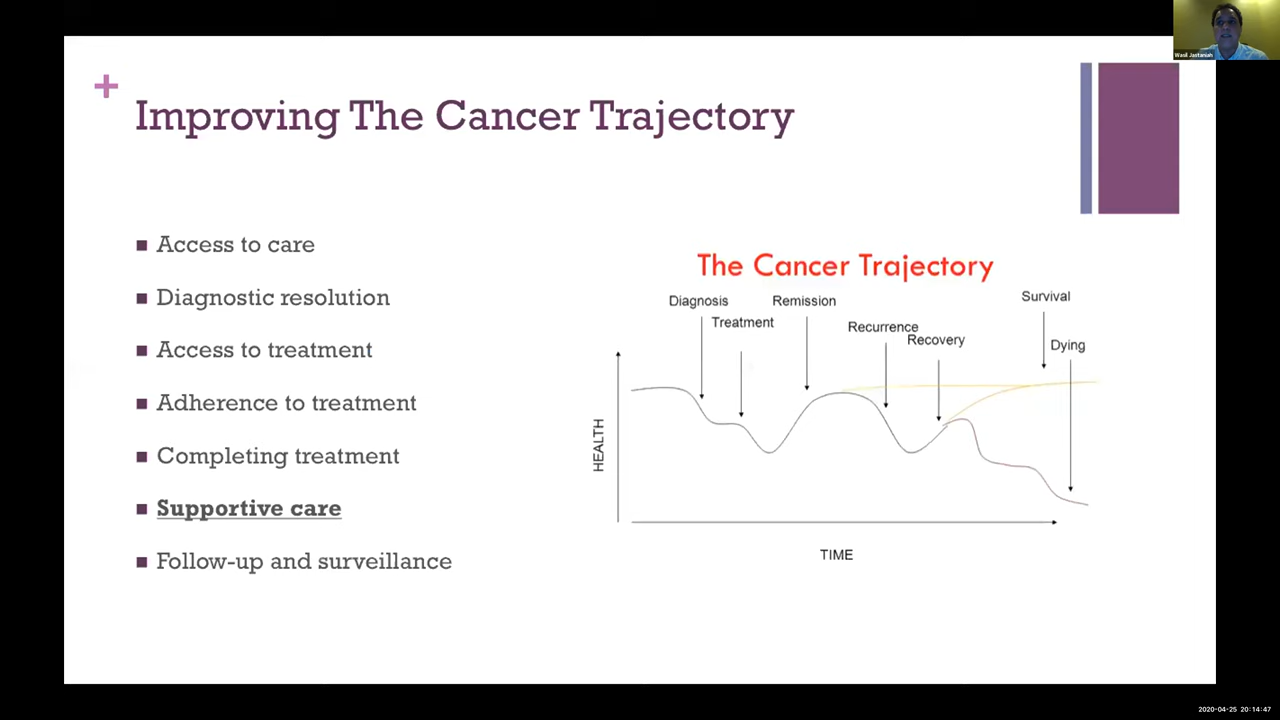 Wasil Jastaniah
+
Improving The Cancer Trajectory
■ Access to care
■ Diagnostic resolution
■ Access to treatment
■ Adherence to treatment
■ Completing treatment
■ Supportive care
■ Follow-up and surveillance
The Cancer Trajectory
Diagnosis
Treatment
Remission
Recurrence
Recovery
Survival
Dying
HEALTH
TIME
2020-04-25 20:14:47